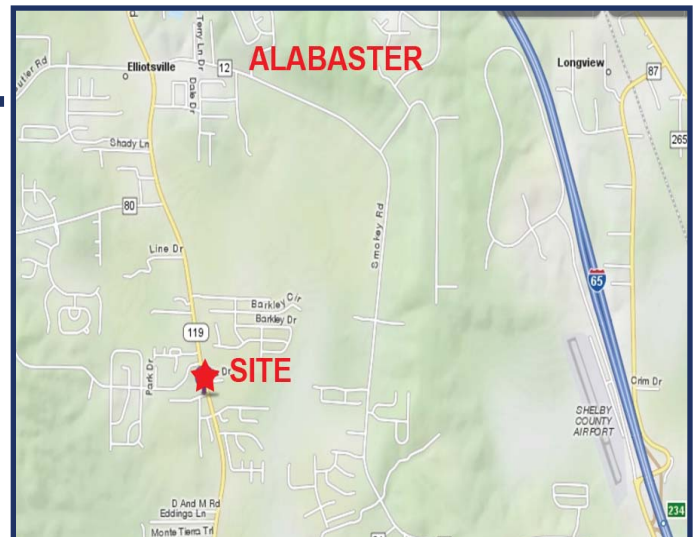 Terry Ln Dr
ALABASTER
Longview
Elliotsville
12
87
Dale Dr
265
Shady Ln
80
Smokey Rd
Line Dr
65
Barkley Cir
Barkley Dr
119
SITE
Dr
Park Dr
Crim Dr
SHELBY
COUNTY
AIRPORT
D And M Rd
Eddings Ln
234
Monte Tierra Trl